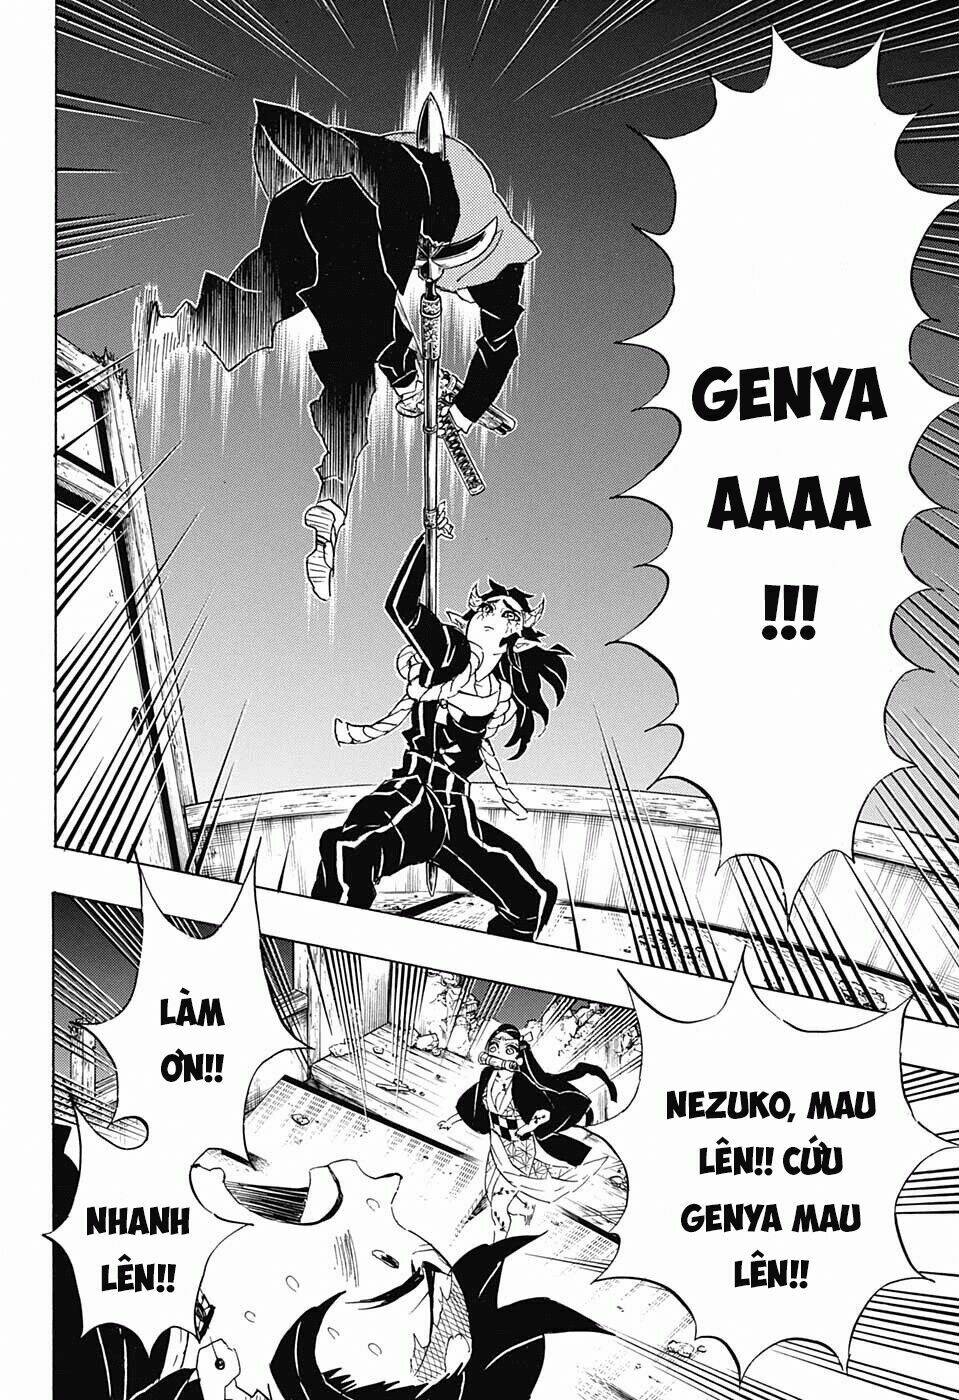 GENYA
AAAA
!!!
NEZUKO, MAU
LÊN!! CỨU
GENYA MAU
LÊN!!
LÀM
ƠN!!
NHANH
LÊN!!